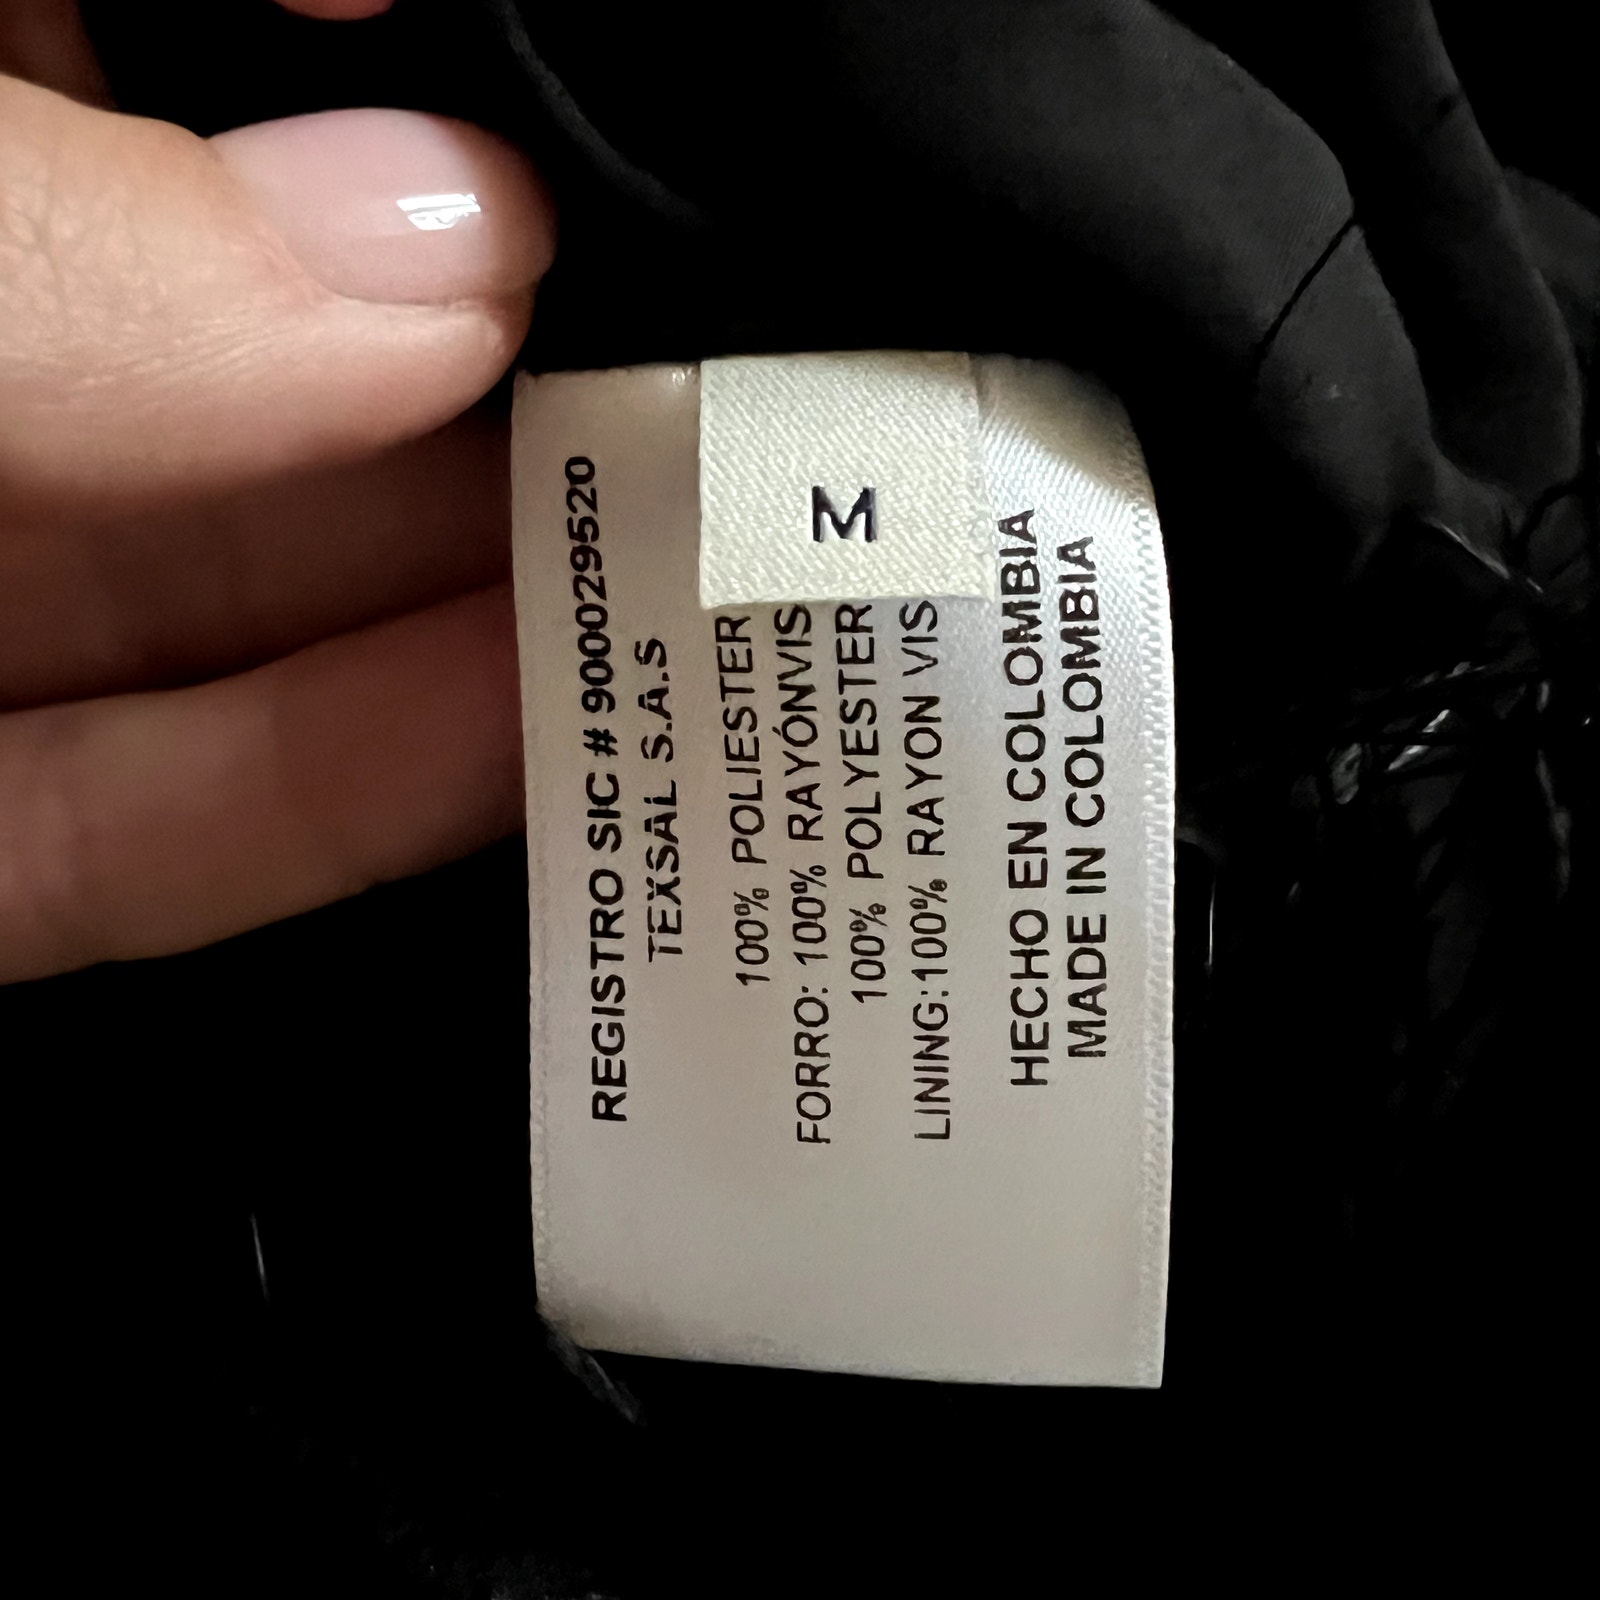 REGISTRO SIC # 900029520
TEXSAL S.A.S
100% POLIESTER
FORRO: 100% RAYÓNVIS
100% POLYESTER
LINING:100% RAYON VIS
HECHO EN COLOMBIA
MADE IN COLOMBIA
M